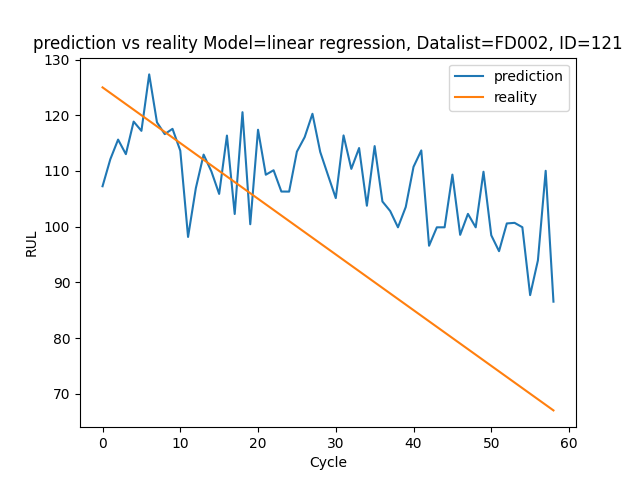 prediction vs reality Model=linear regression, Datalist=FD002, ID=121
130
120
110
100
90
80
70
RUL
prediction
reality
0 10 20 30 40 50 60
Cycle